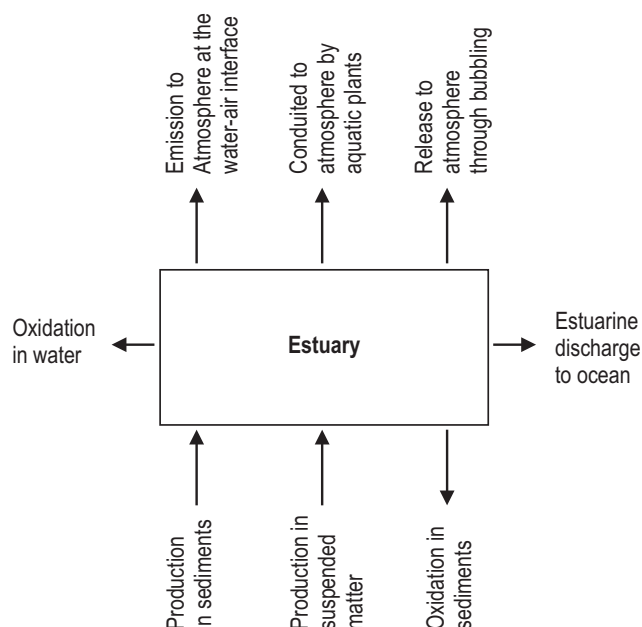 Emission to
Atmosphere at the
water-air interface
Conduited to
atmosphere by
aquatic plants
Release to
atmosphere
through bubbling
Oxidation
in water
Estuary
Estuarine
discharge
to ocean
Production
in sediments
Production in
suspended
matter
Oxidation in
sediments